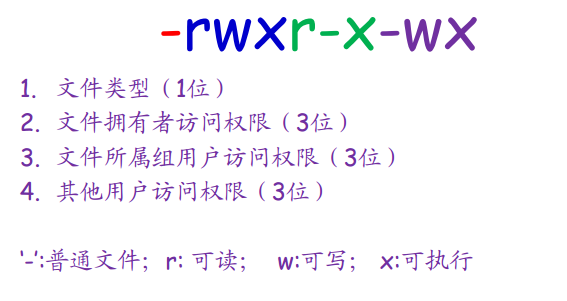 -rwxr-x-wx
1. 文件类型（1位）
2. 文件拥有者访问权限（3位）
3. 文件所属组用户访问权限（3位）
4. 其他用户访问权限（3位）
'-':普通文件；r: 可读； w:可写； x:可执行